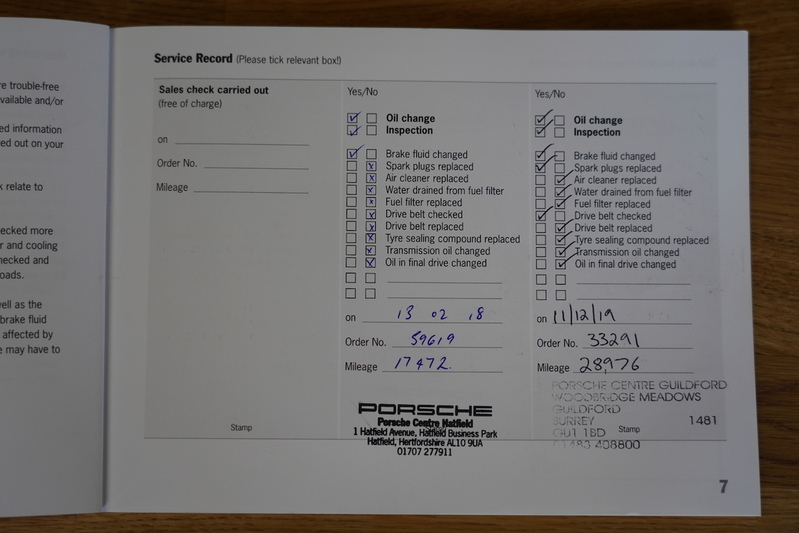 re trouble-free
vailable and/or
ed information
ed out on your
k relate to
ecked more
r and cooling
hecked and
oads.
vell as the
brake fluid
affected by
e may have to
Service Record (Please tick relevant box!)
Sales check carried out
(free of charge)
on
Order No.
Mileage
Stamp
Yes/No
Oil change
Inspection
Brake fluid changed
Spark plugs replaced
Air cleaner replaced
Water drained from fuel filter
Fuel filter replaced
Drive belt checked
Drive belt replaced
Tyre sealing compound replaced
Transmission oil changed
Oil in final drive changed
on 13 02 18
Order No. 59619
Mileage 17472.
PORSCHE
Porsche Centre Hatfield
1 Hatfield Avenue, Hatfield Business Park
Hatfield, Hertfordshire AL10 9UA
01707 277911
Yes/No
Oil change
Inspection
Brake fluid changed
Spark plugs replaced
Air cleaner replaced
Water drained from fuel filter
Fuel filter replaced
Drive belt checked
Drive belt replaced
Tyre sealing compound replaced
Transmission oil changed
Oil in final drive changed
on 11/12/19
Order No. 33291
Mileage 28,976
PORSCHE CENTRE GUILDFORD
WOODBRIDGE MEADOWS
GUILDFORD
SURREY 1481
GU1 1BD Stamp
01483 408800
7